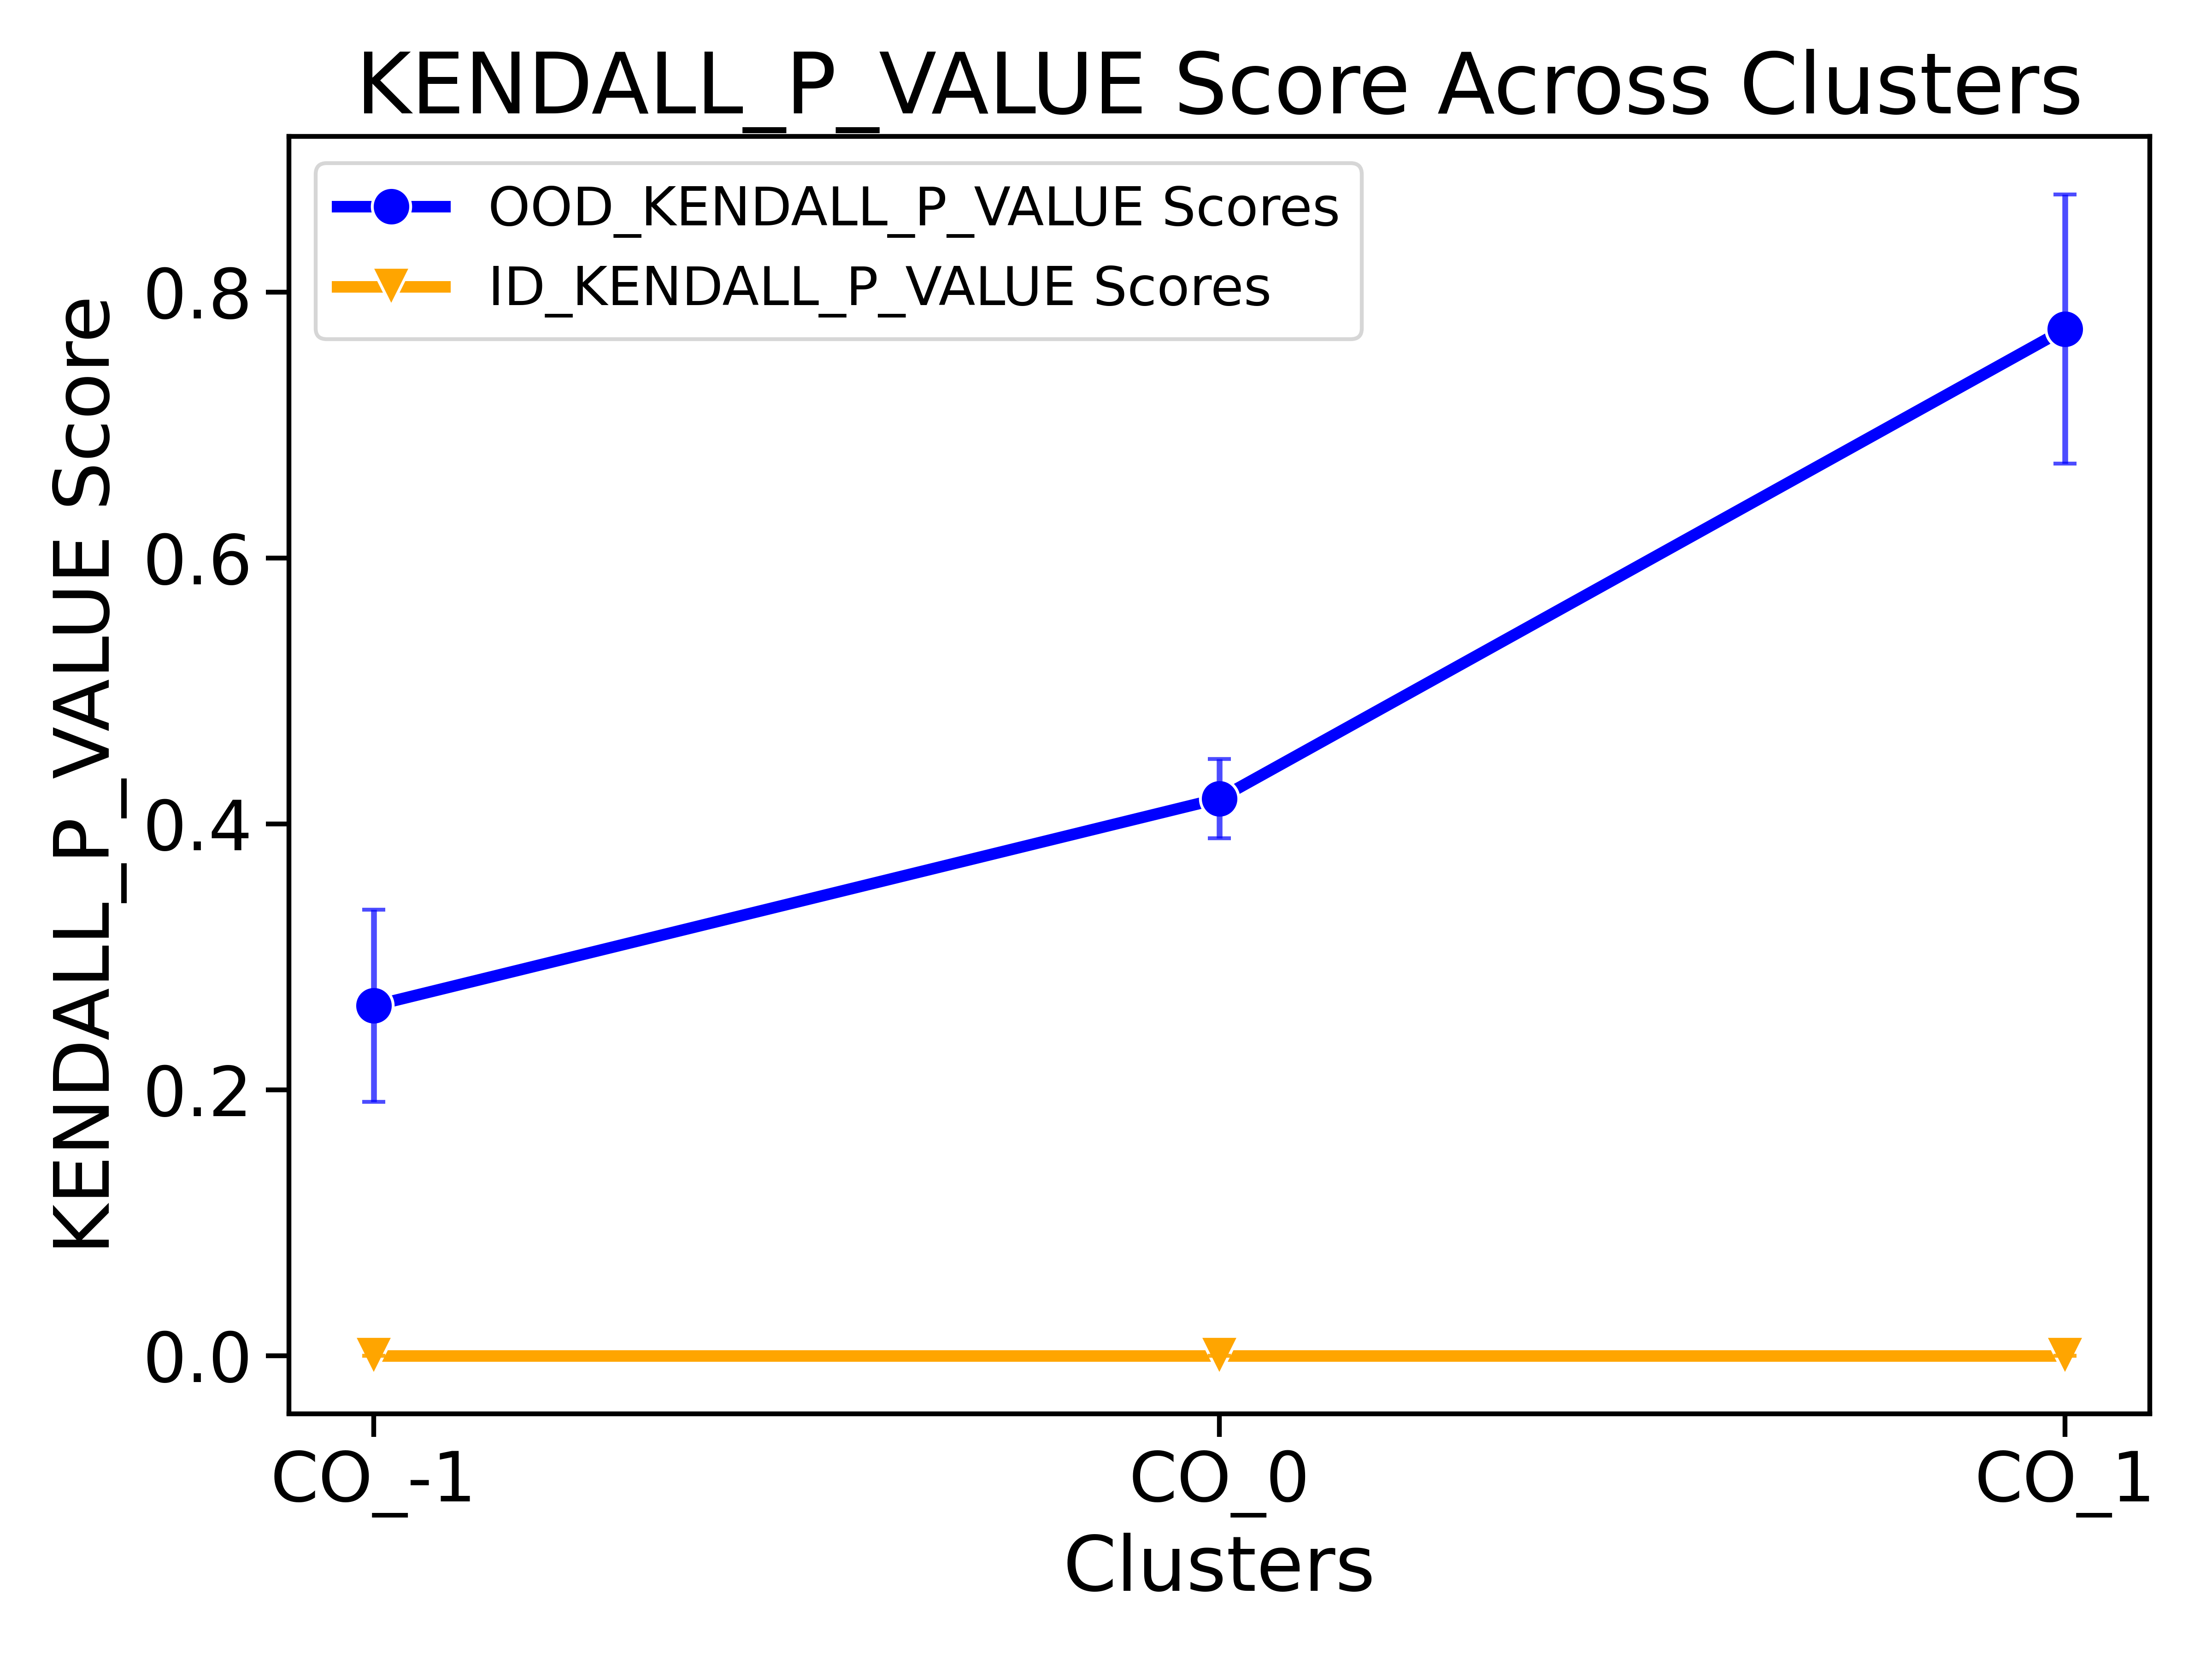 KENDALL_P_VALUE Score Across Clusters
OOD_KENDALL_P_VALUE Scores
ID_KENDALL_P_VALUE Scores
KENDALL_P_VALUE Score
0.8
0.6
0.4
0.2
0.0
CO_-1 CO_0 CO_1
Clusters